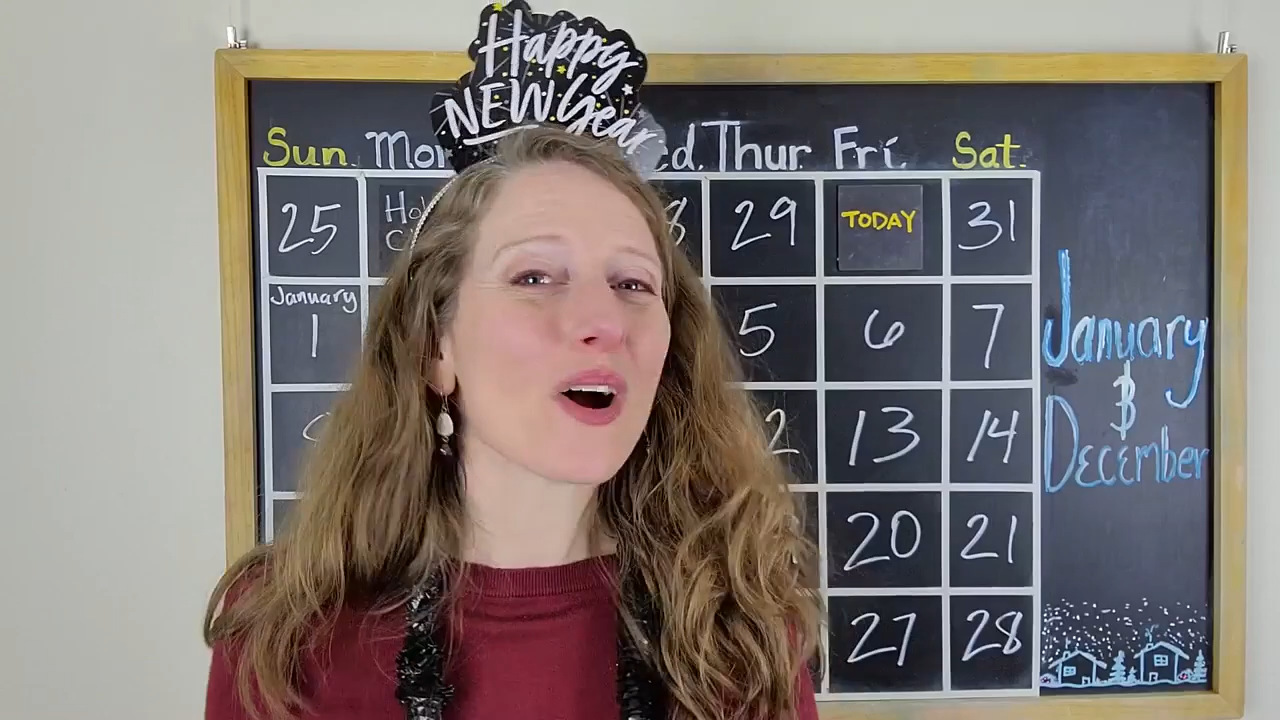 Happy
NEW Year
Sun. Thur. Fri. Sat.
25 29 TODAY 31
January
1 5 6 7
13 14
20 21
27 28
January
&
December